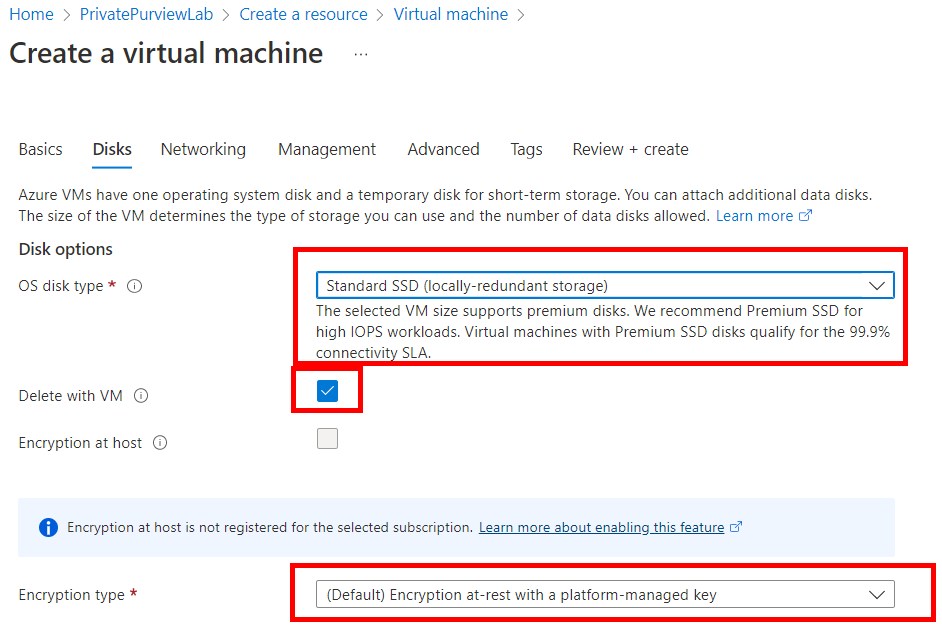 Home > PrivatePurviewLab > Create a resource > Virtual machine >
Create a virtual machine ...
Basics Disks Networking Management Advanced Tags Review + create
Azure VMs have one operating system disk and a temporary disk for short-term storage. You can attach additional data disks.
The size of the VM determines the type of storage you can use and the number of data disks allowed. Learn more
Disk options
OS disk type * Standard SSD (locally-redundant storage)
The selected VM size supports premium disks. We recommend Premium SSD for
high IOPS workloads. Virtual machines with Premium SSD disks qualify for the 99.9%
connectivity SLA.
Delete with VM
Encryption at host
Encryption at host is not registered for the selected subscription. Learn more about enabling this feature
Encryption type * (Default) Encryption at-rest with a platform-managed key